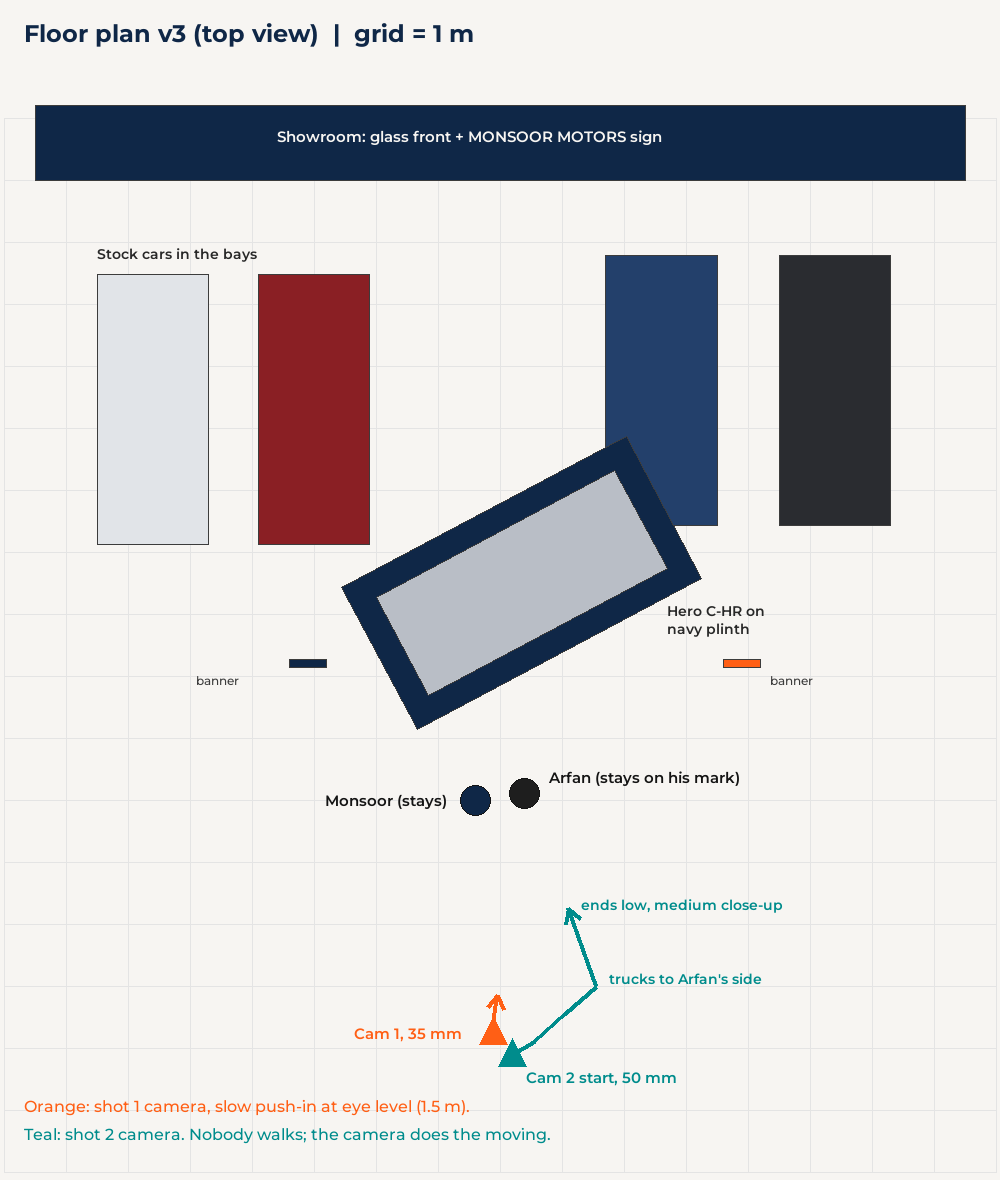 Floor plan v3 (top view)  |  grid = 1 m
Showroom: glass front + MONSOOR MOTORS sign
Stock cars in the bays
Hero C-HR on
navy plinth
banner
banner
Arfan (stays on his mark)
Monsoor (stays)
ends low, medium close-up
trucks to Arfan's side
Cam 1, 35 mm
Cam 2 start, 50 mm
Orange: shot 1 camera, slow push-in at eye level (1.5 m).
Teal: shot 2 camera. Nobody walks; the camera does the moving.